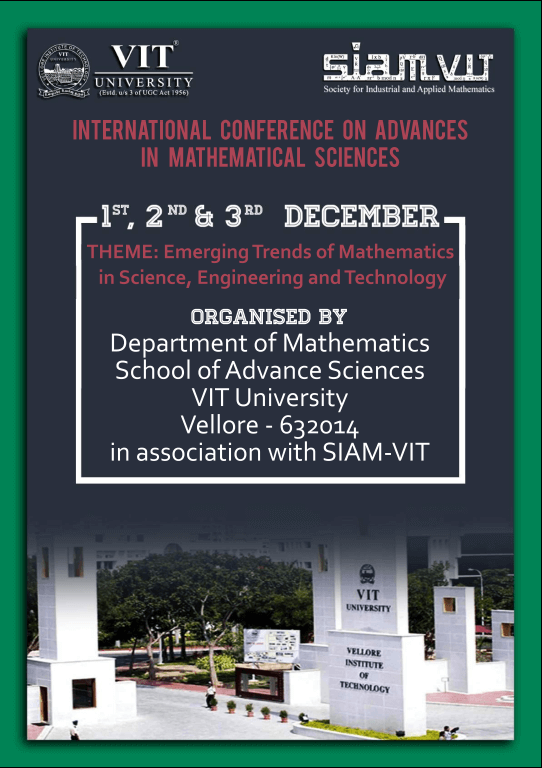 VIT®
UNIVERSITY
(Estd. u/s 3 of UGC Act 1956)
siam.vit
Society for Industrial and Applied Mathematics
INTERNATIONAL CONFERENCE ON ADVANCES
IN MATHEMATICAL SCIENCES
1ST, 2ND & 3RD DECEMBER
THEME: Emerging Trends of Mathematics
in Science, Engineering and Technology
ORGANISED BY
Department of Mathematics
School of Advance Sciences
VIT University
Vellore - 632014
in association with SIAM-VIT
VIT
UNIVERSITY
VELLORE
INSTITUTE
OF
TECHNOLOGY